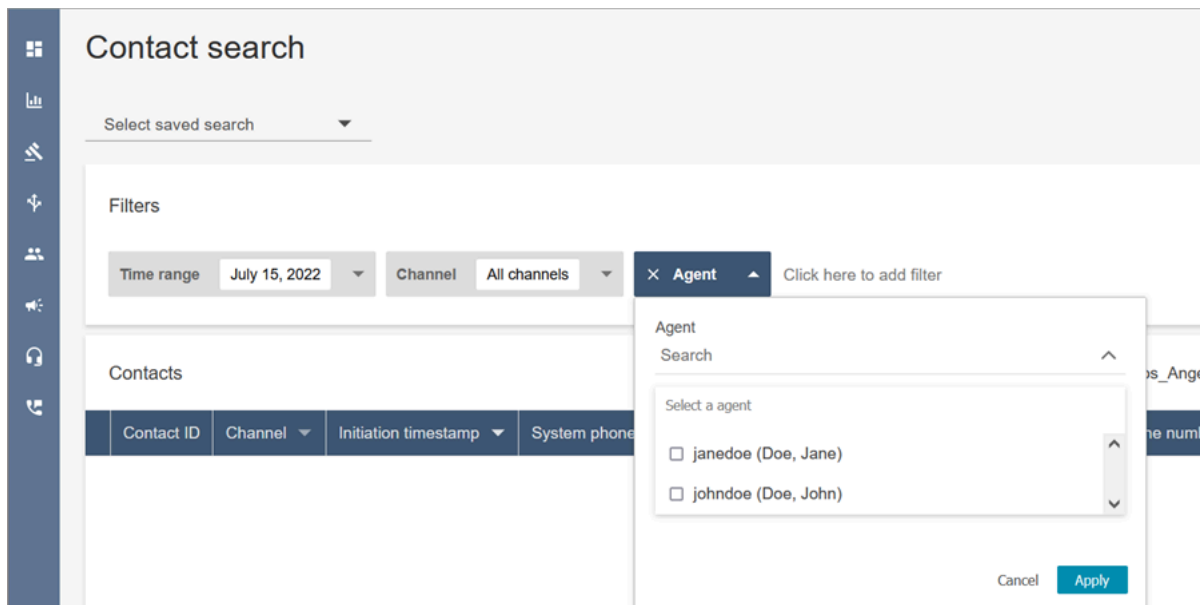 Contact search
Select saved search
Filters
Time range July 15, 2022 Channel All channels Agent Click here to add filter
Agent
Search
Contacts
Select a agent
Contact ID Channel Initiation timestamp System phone
janedoe (Doe, Jane)
johndoe (Doe, John)
Cancel Apply